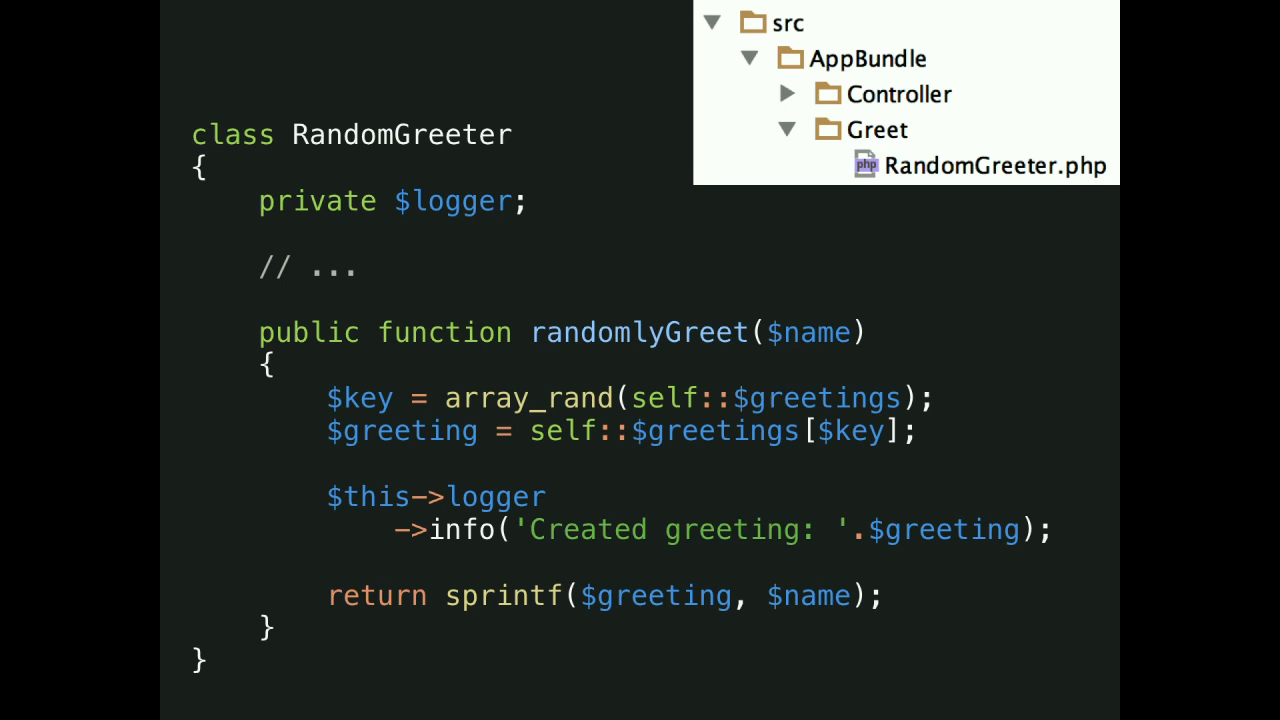 src
AppBundle
Controller
Greet
php RandomGreeter.php
class RandomGreeter
{
    private $logger;
    // ...
    public function randomlyGreet($name)
    {
        $key = array_rand(self::$greetings);
        $greeting = self::$greetings[$key];
        $this->logger
            ->info('Created greeting: '.$greeting);
        return sprintf($greeting, $name);
    }
}